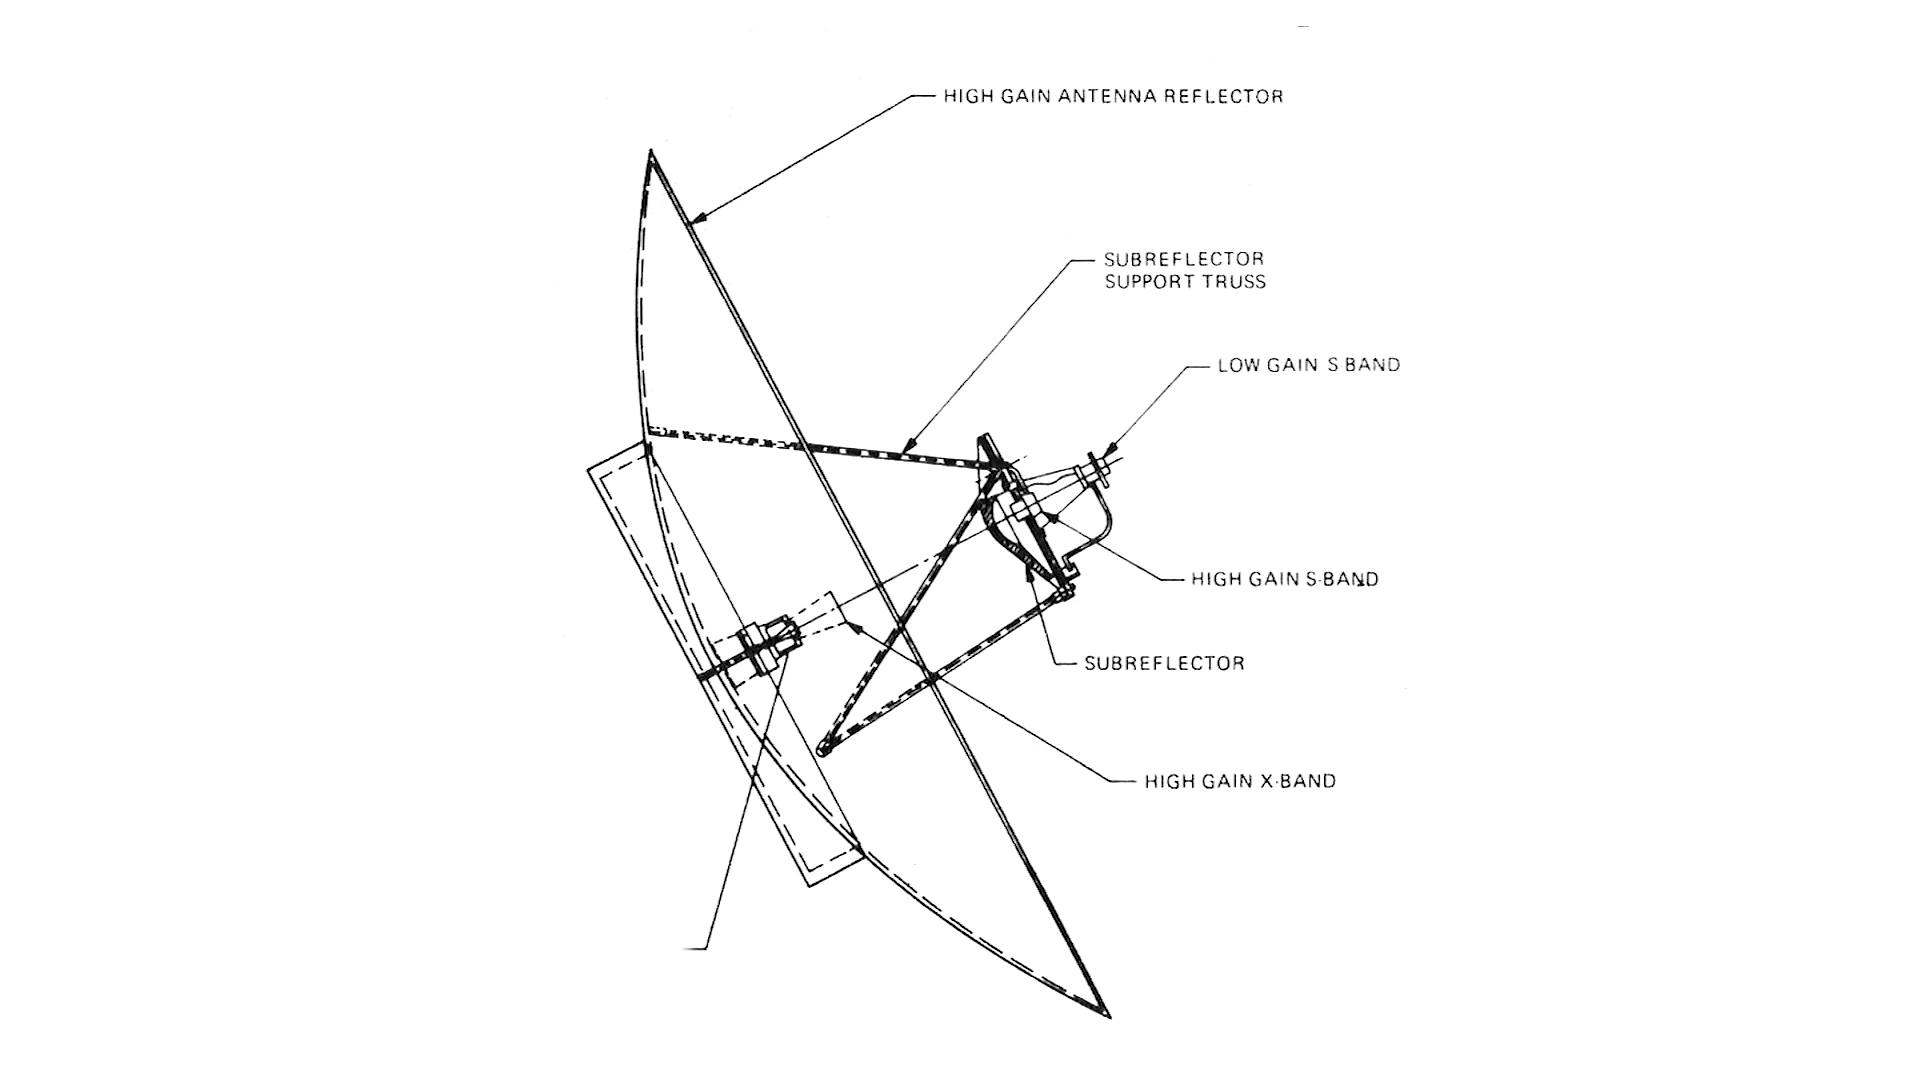 HIGH GAIN ANTENNA REFLECTOR
SUBREFLECTOR
SUPPORT TRUSS
LOW GAIN S BAND
HIGH GAIN S-BAND
SUBREFLECTOR
HIGH GAIN X-BAND